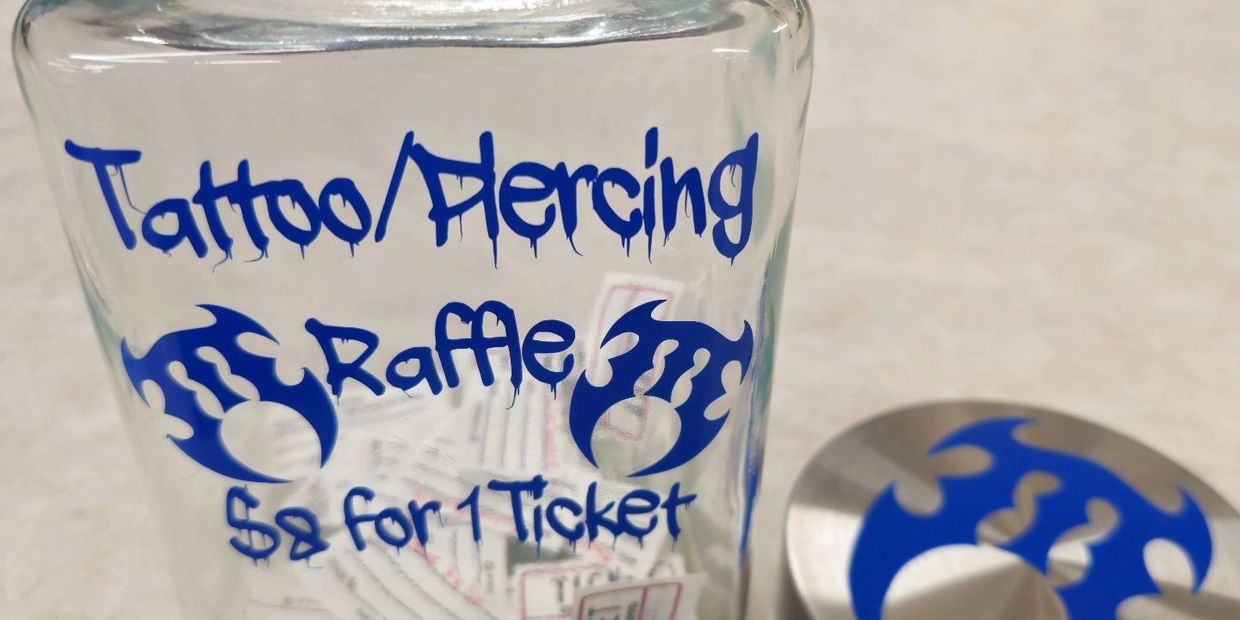 Tattoo/Piercing
Raffle
$8 for 1 Ticket